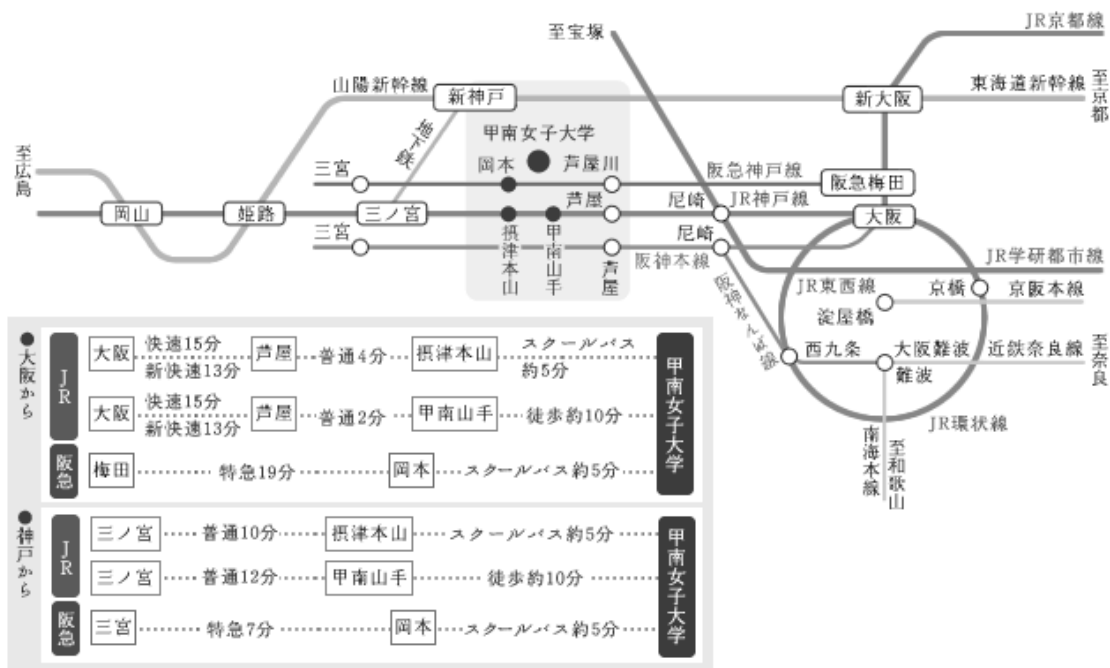 JR京都線
至宝塚
山陽新幹線
新神戸
新大阪
東海道新幹線
至京都
地下鉄
甲南女子大学
至広島
三宮
岡本
芦屋川
阪急神戸線
阪急梅田
岡山
姫路
三ノ宮
芦屋
尼崎
JR神戸線
大阪
三宮
摂津本山
甲南山手
芦屋
阪神本線
尼崎
JR学研都市線
阪神なんば線
JR東西線
京橋
京阪本線
淀屋橋
西九条
大阪難波
近鉄奈良線
至奈良
難波
JR環状線
南海本線
至和歌山
●大阪から
JR
大阪 快速15分 新快速13分 芦屋 普通4分 摂津本山 スクールバス 約5分
大阪 快速15分 新快速13分 芦屋 普通2分 甲南山手 徒歩約10分
阪急
梅田 特急19分 岡本 スクールバス約5分
甲南女子大学
●神戸から
JR
三ノ宮 普通10分 摂津本山 スクールバス約5分
三ノ宮 普通12分 甲南山手 徒歩約10分
阪急
三宮 特急7分 岡本 スクールバス約5分
甲南女子大学